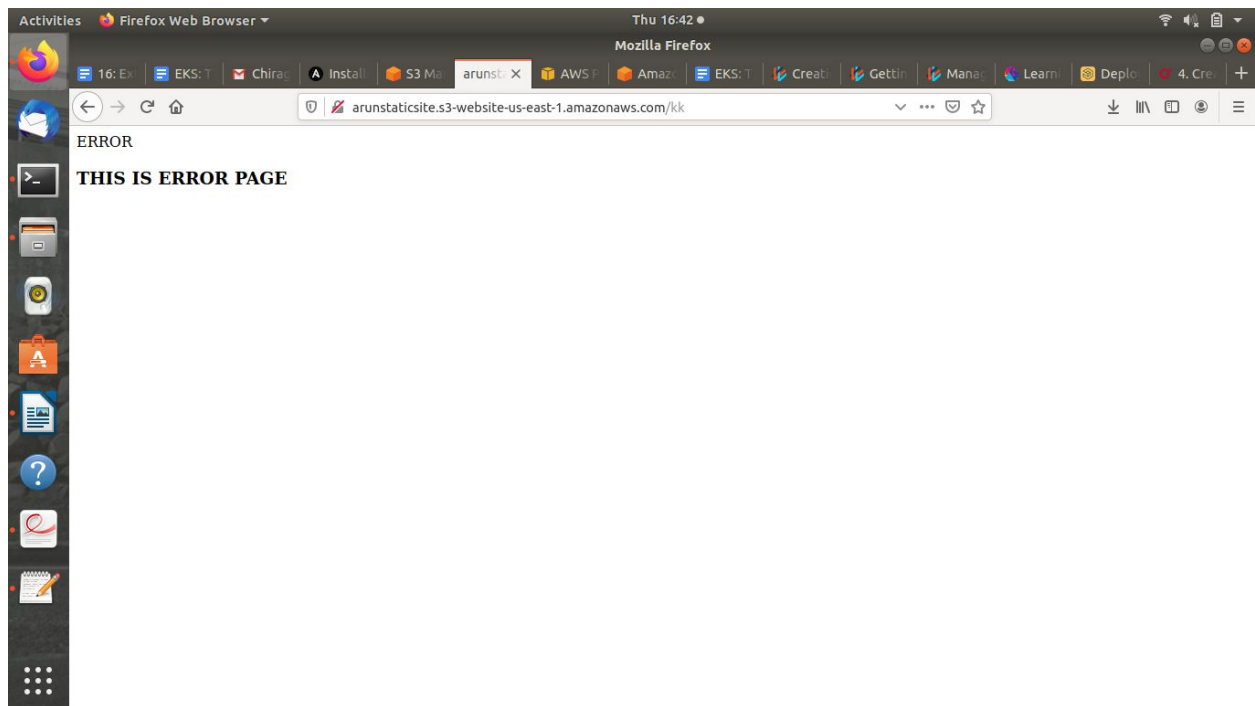 Activities Firefox Web Browser Thu 16:42
Mozilla Firefox
16: Ex EKS: T Chirag Install S3 Ma arunsta AWS P Amazo EKS: T Creati Gettin Manag Learni Deplo 4. Cre
arunstaticsite.s3-website-us-east-1.amazonaws.com/kk
ERROR
THIS IS ERROR PAGE